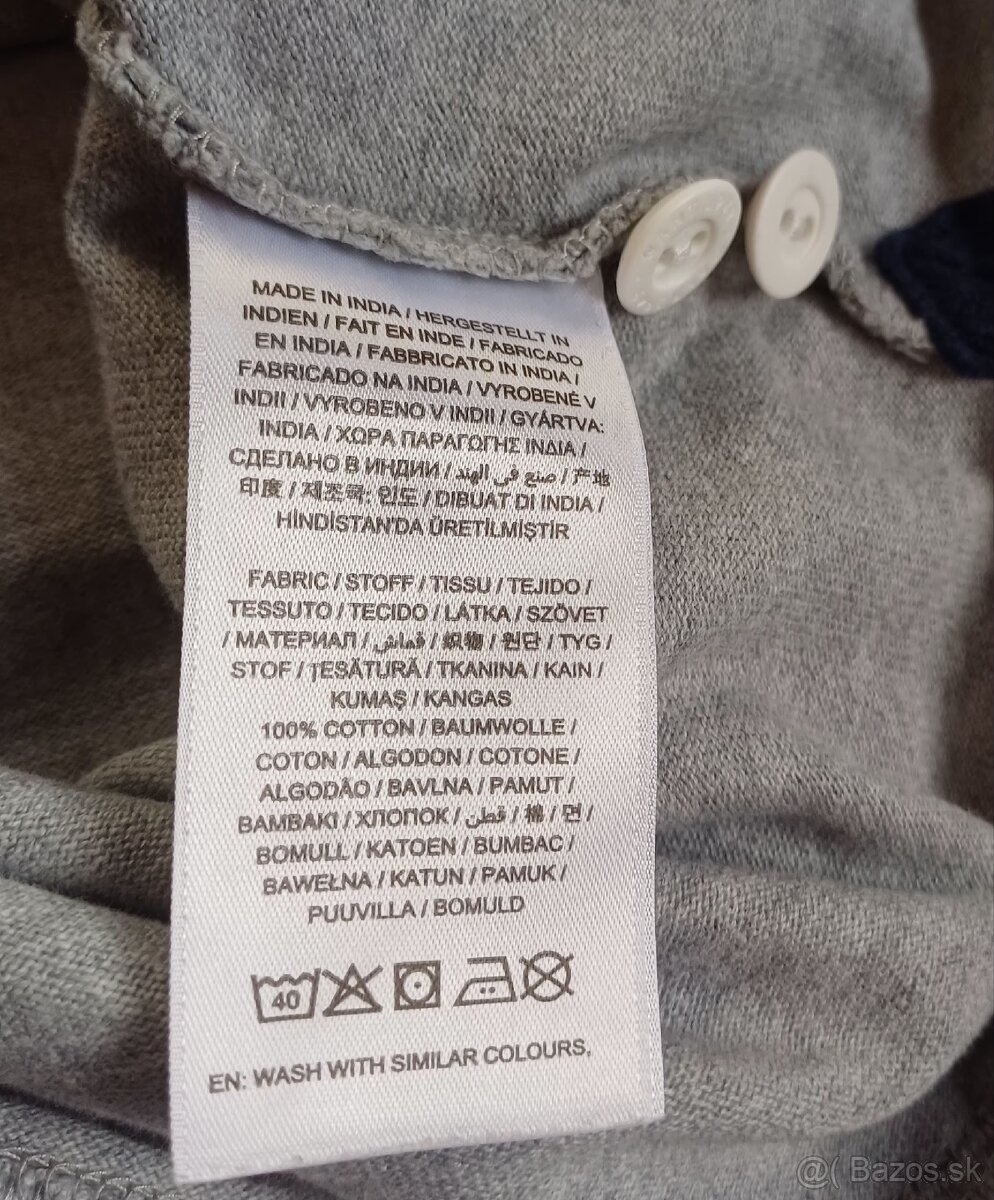 MADE IN INDIA / HERGESTELLT IN
INDIEN / FAIT EN INDE / FABRICADO
EN INDIA / FABBRICATO IN INDIA /
FABRICADO NA INDIA / VYROBENÉ V
INDII / VYROBENO V INDII / GYÁRTVA:
INDIA / ΧΩΡΑ ΠΑΡΑΓΩΓΗΣ ΙΝΔΙΑ /
СДЕЛАНО В ИНДИИ / صنع في الهند / 产地
印度 / 제조국: 인도 / DIBUAT DI INDIA /
HİNDİSTAN'DA ÜRETİLMİŞTİR
FABRIC / STOFF / TISSU / TEJIDO /
TESSUTO / TECIDO / LÁTKA / SZÖVET
/ МАТЕРИАЛ / قماش / 織物 / 원단 / TYG /
STOF / ŢESĂTURĂ / TKANINA / KAIN /
KUMAŞ / KANGAS
100% COTTON / BAUMWOLLE /
COTON / ALGODON / COTONE /
ALGODÃO / BAVLNA / PAMUT /
BAMBAKI / ХЛОПОК / قطن / 棉 / 면 /
BOMULL / KATOEN / BUMBAC /
BAWEŁNA / KATUN / PAMUK /
PUUVILLA / BOMULD
40
EN: WASH WITH SIMILAR COLOURS,
@( Bazos.sk